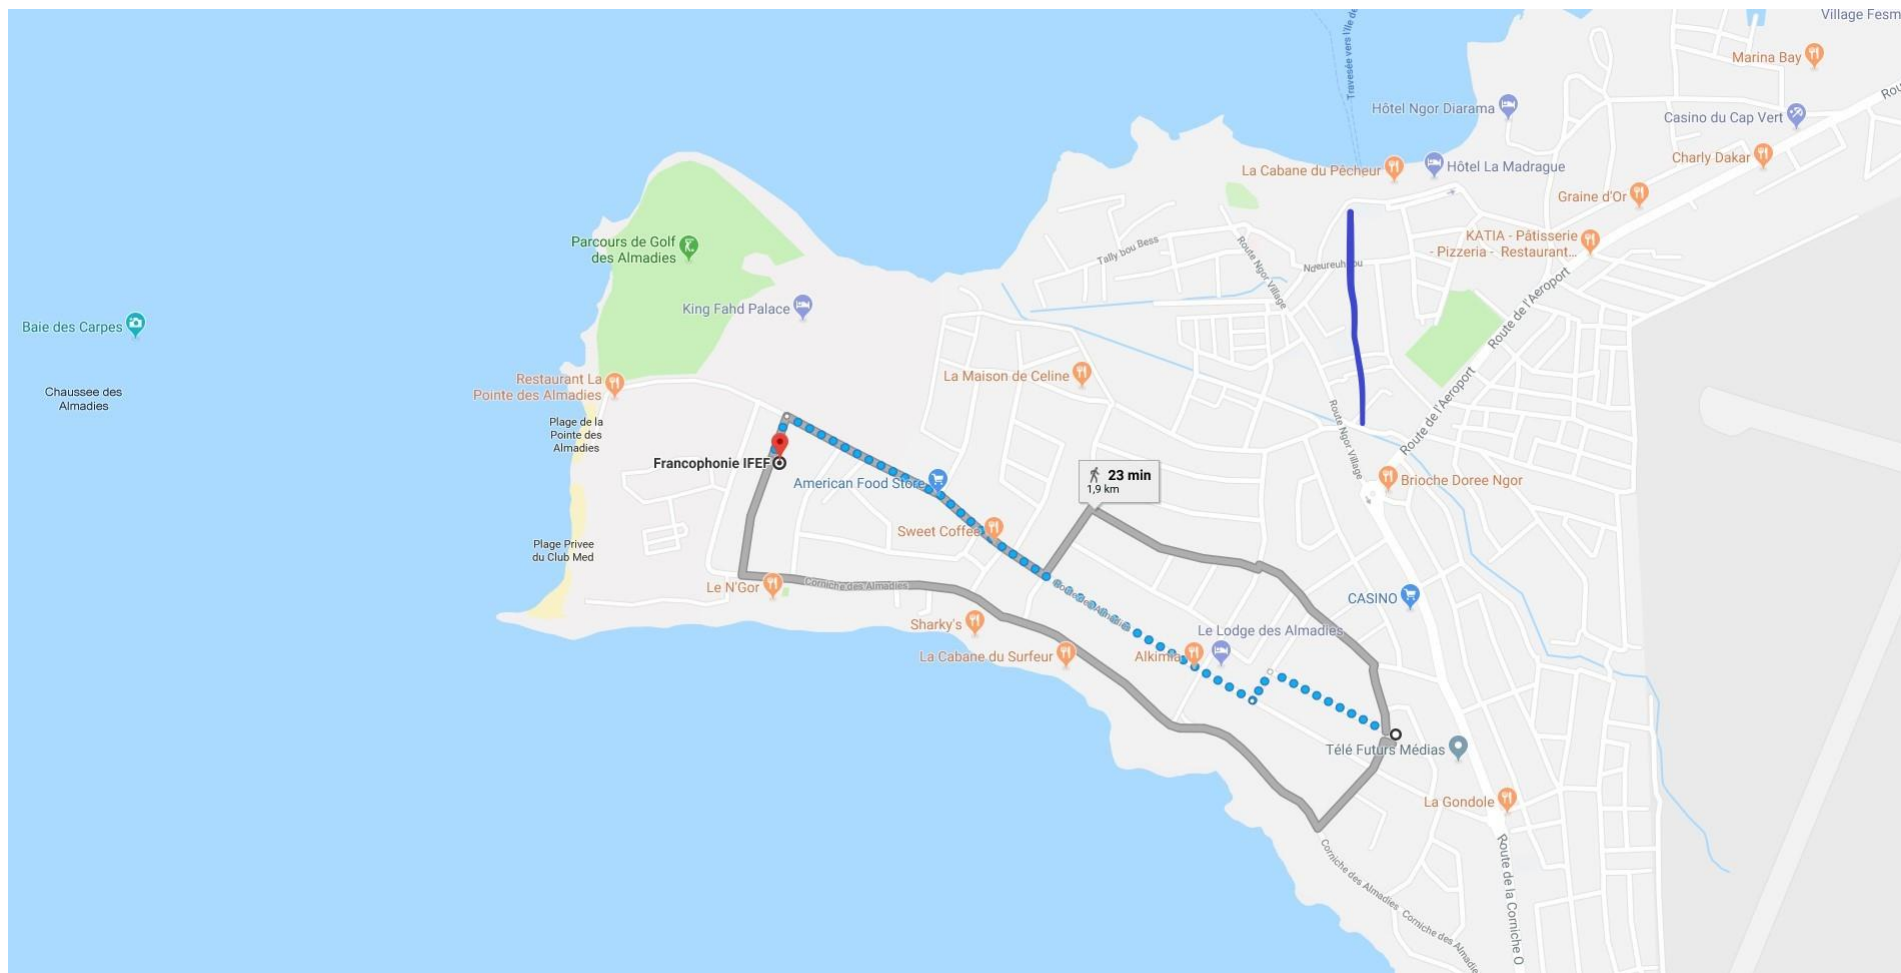 Village Fesm
Marina Bay
Rou
Travesée vers l'île de
Hôtel Ngor Diarama
Casino du Cap Vert
Charly Dakar
La Cabane du Pêcheur
Hôtel La Madrague
Graine d'Or
KATIA - Pâtisserie
- Pizzeria - Restaurant...
Parcours de Golf
des Almadies
Tally bou Bess
Route Ngor Village
King Fahd Palace
Route de l'Aeroport
Baie des Carpes
Chaussee des
Almadies
Restaurant La
Pointe des Almadies
La Maison de Celine
Route de l'Aeroport
Plage de la
Pointe des
Almadies
Route Ngor Village
Francophonie IFEF
American Food Store
23 min
1,9 km
Brioche Doree Ngor
Sweet Coffee
Plage Privee
du Club Med
Le N'Gor
Corniche des Almadies
CASINO
Sharky's
Le Lodge des Almadies
La Cabane du Surfeur
Alkimia
Télé Futurs Médias
La Gondole
Corniche des Almadies
Corniche des Almadie
Route de la Corniche O